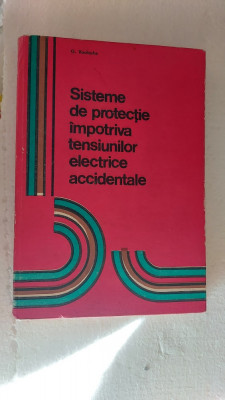 Sisteme
de protecție
împotriva
tensiunilor
electrice
accidentale